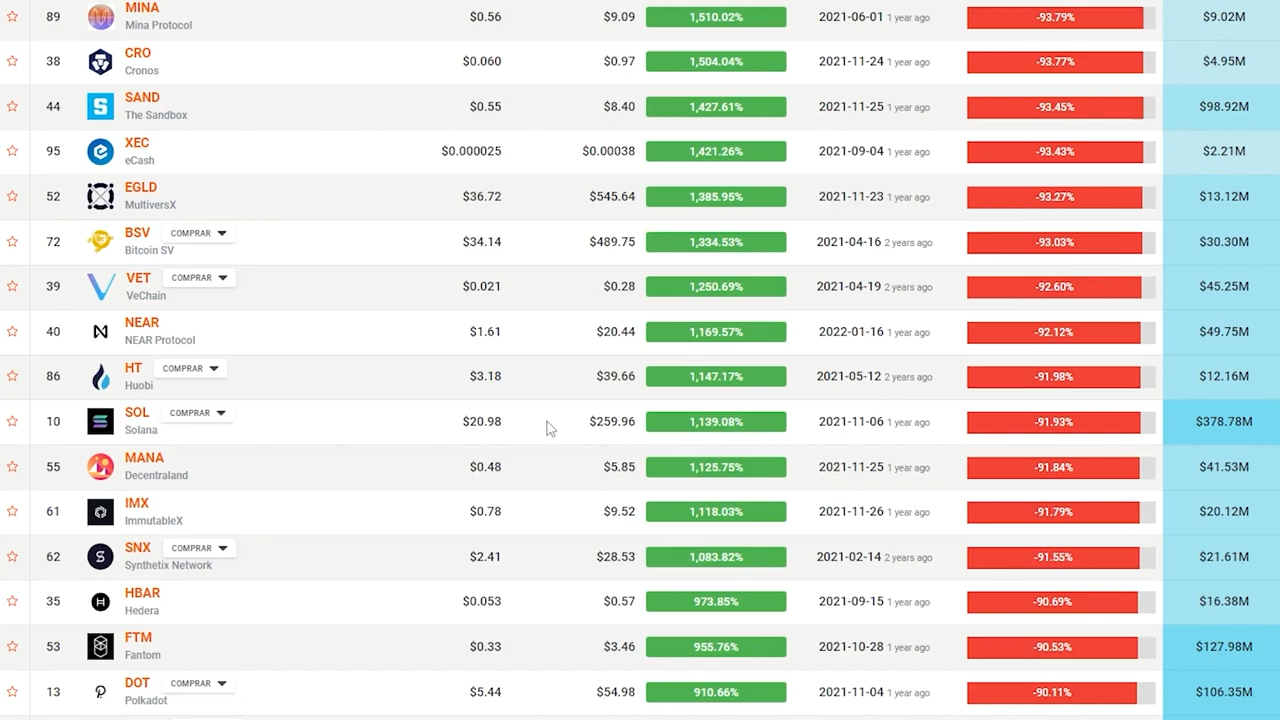 89 MINA $0.56 $9.09 1,510.02% 2021-06-01 1 year ago -93.79% $9.02M
Mina Protocol
38 CRO $0.060 $0.97 1,504.04% 2021-11-24 1 year ago -93.77% $4.95M
Cronos
44 SAND $0.55 $8.40 1,427.61% 2021-11-25 1 year ago -93.45% $98.92M
The Sandbox
95 XEC $0.000025 $0.00038 1,421.26% 2021-09-04 1 year ago -93.43% $2.21M
eCash
52 EGLD $36.72 $545.64 1,385.95% 2021-11-23 1 year ago -93.27% $13.12M
MultiversX
72 BSV COMPRAR $34.14 $489.75 1,334.53% 2021-04-16 2 years ago -93.03% $30.30M
Bitcoin SV
39 VET COMPRAR $0.021 $0.28 1,250.69% 2021-04-19 2 years ago -92.60% $45.25M
VeChain
40 NEAR $1.61 $20.44 1,169.57% 2022-01-16 1 year ago -92.12% $49.75M
NEAR Protocol
86 HT COMPRAR $3.18 $39.66 1,147.17% 2021-05-12 2 years ago -91.98% $12.16M
Huobi
10 SOL COMPRAR $20.98 $259.96 1,139.08% 2021-11-06 1 year ago -91.93% $378.78M
Solana
55 MANA $0.48 $5.85 1,125.75% 2021-11-25 1 year ago -91.84% $41.53M
Decentraland
61 IMX $0.78 $9.52 1,118.03% 2021-11-26 1 year ago -91.79% $20.12M
ImmutableX
62 SNX COMPRAR $2.41 $28.53 1,083.82% 2021-02-14 2 years ago -91.55% $21.61M
Synthetix Network
35 HBAR $0.053 $0.57 973.85% 2021-09-15 1 year ago -90.69% $16.38M
Hedera
53 FTM $0.33 $3.46 955.76% 2021-10-28 1 year ago -90.53% $127.98M
Fantom
13 DOT COMPRAR $5.44 $54.98 910.66% 2021-11-04 1 year ago -90.11% $106.35M
Polkadot